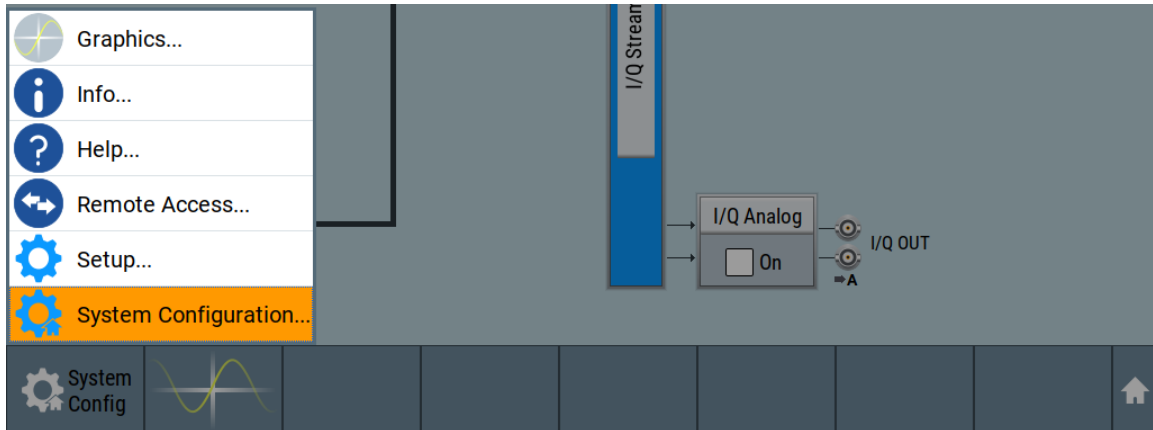 Graphics...
Info...
Help...
Remote Access...
Setup...
System Configuration...
I/Q Stream
I/Q Analog
On
I/Q OUT
A
System
Config